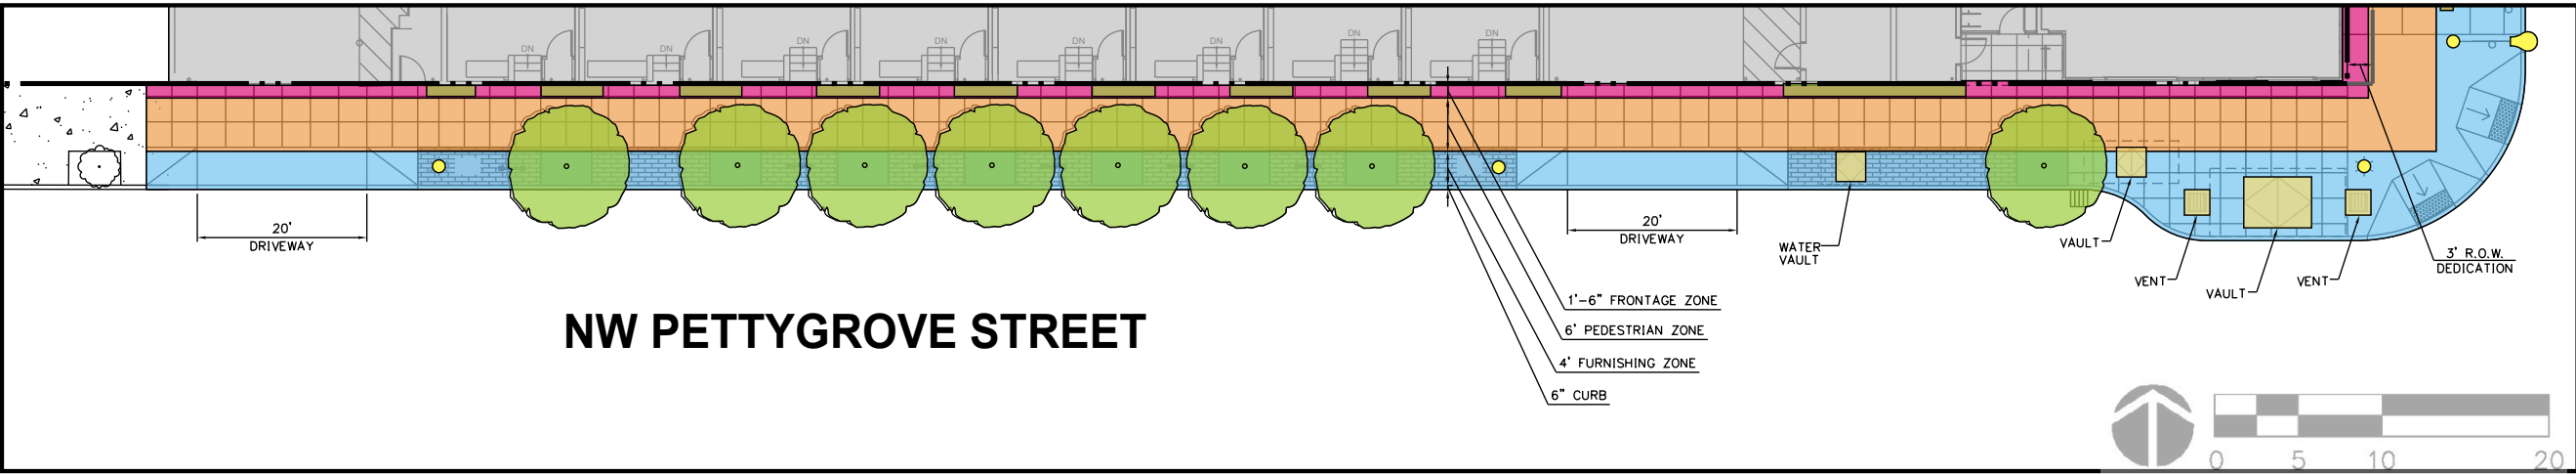 DN
DN
DN
DN
DN
DN
DN
DN
20'
DRIVEWAY
20'
DRIVEWAY
WATER
VAULT
VAULT
VENT
VAULT
VENT
3' R.O.W.
DEDICATION
1'-6" FRONTAGE ZONE
6' PEDESTRIAN ZONE
4' FURNISHING ZONE
6" CURB
NW PETTYGROVE STREET
0 5 10 20